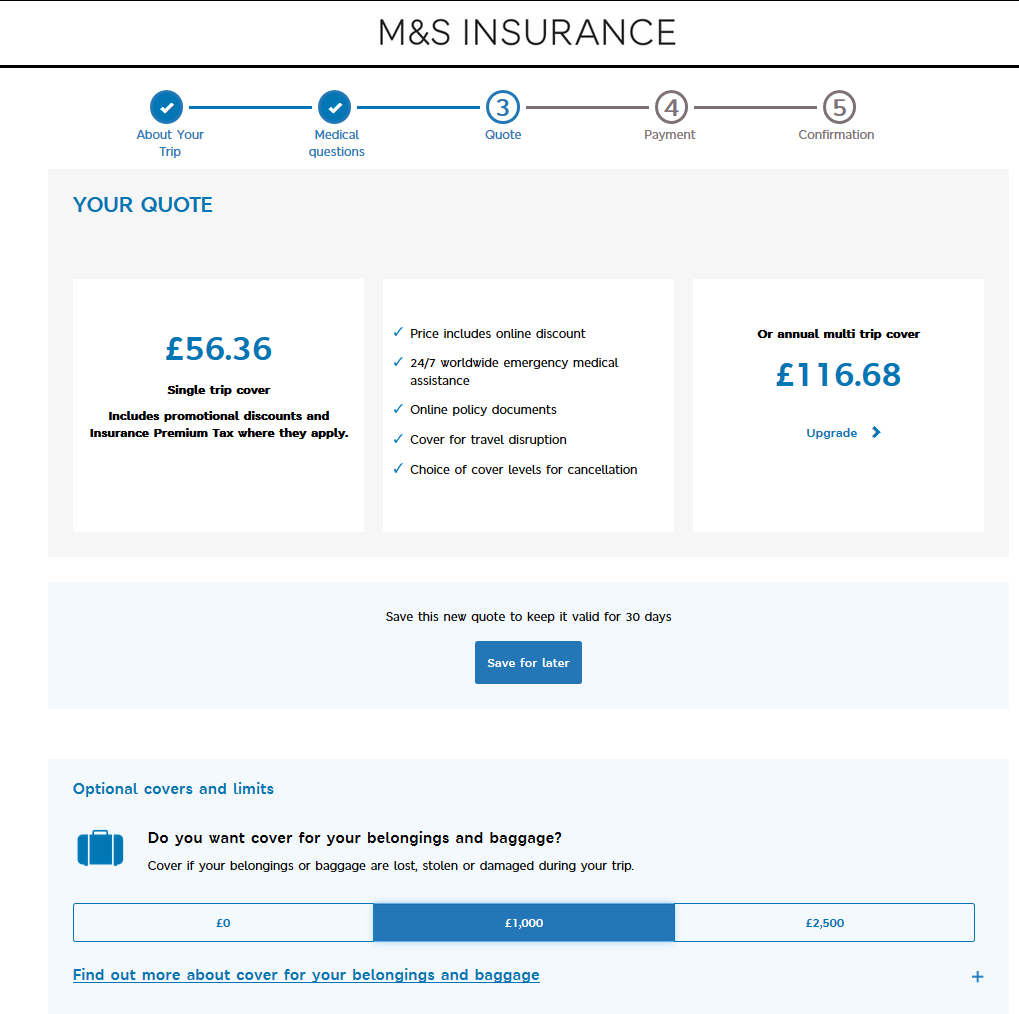 M&S INSURANCE
3
4
5
About Your
Trip
Medical
questions
Quote
Payment
Confirmation
YOUR QUOTE
£56.36
Single trip cover
Includes promotional discounts and
Insurance Premium Tax where they apply.
✓ Price includes online discount
✓ 24/7 worldwide emergency medical
assistance
✓ Online policy documents
✓ Cover for travel disruption
✓ Choice of cover levels for cancellation
Or annual multi trip cover
£116.68
Upgrade
Save this new quote to keep it valid for 30 days
Save for later
Optional covers and limits
Do you want cover for your belongings and baggage?
Cover if your belongings or baggage are lost, stolen or damaged during your trip.
£0
£1,000
£2,500
Find out more about cover for your belongings and baggage
+